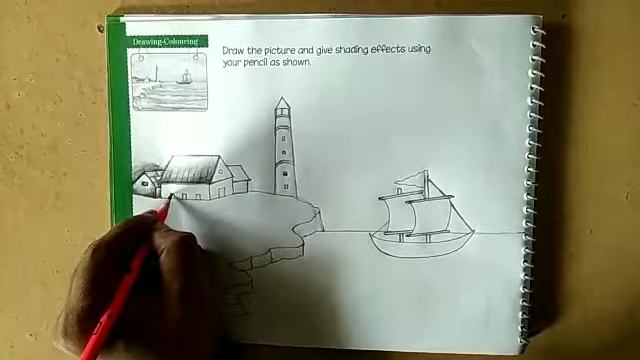 Drawing-Colouring
Draw the picture and give shading effects using
your pencil as shown.